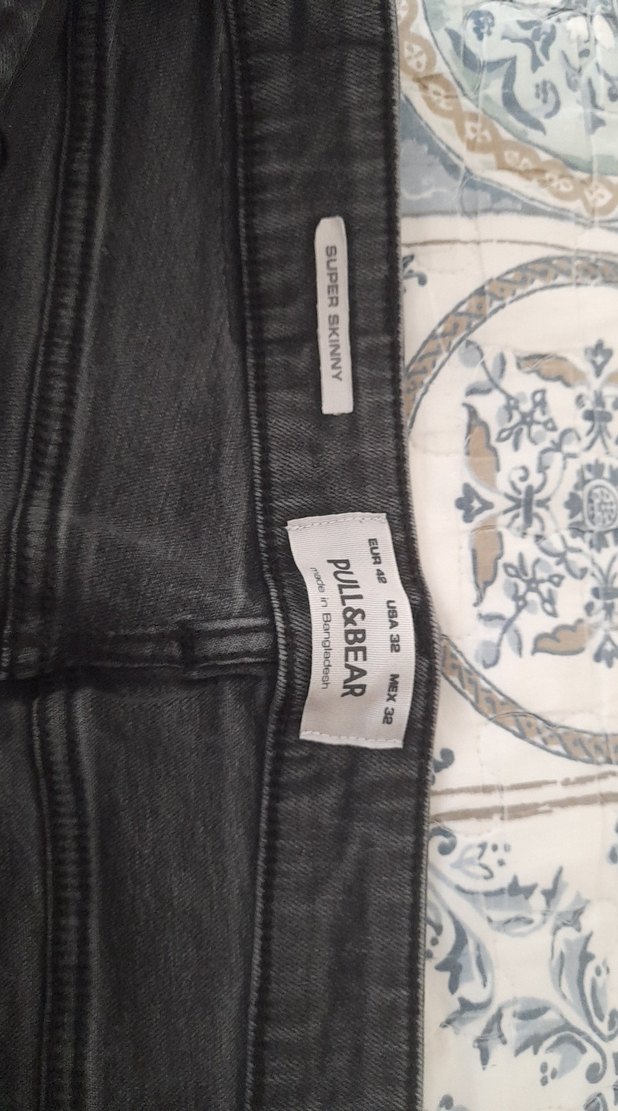 SUPER SKINNY
EUR 42 USA 32 MEX 32
PULL&BEAR
made in Bangladesh